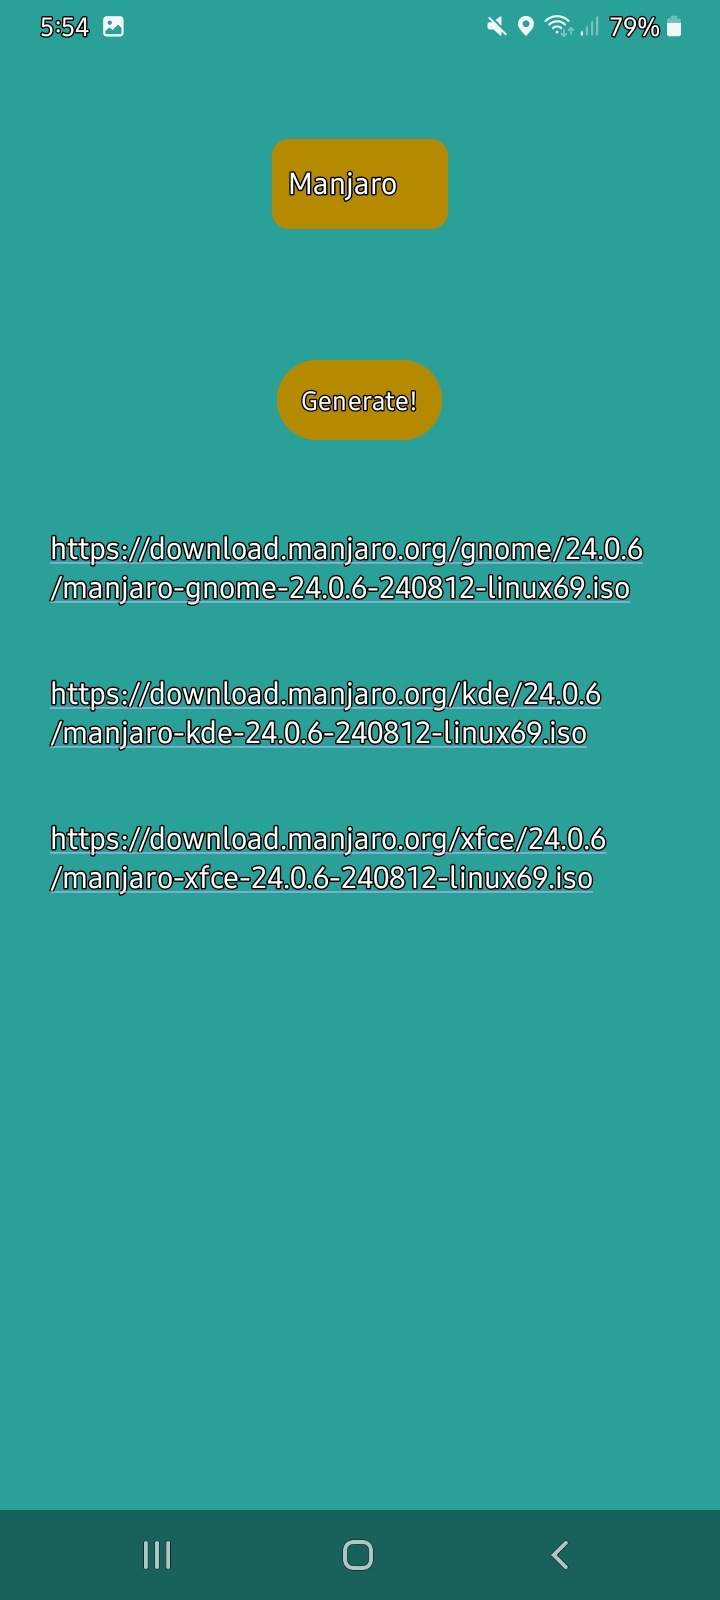 5:54
79%
Manjaro
Generate!
https://download.manjaro.org/gnome/24.0.6
/manjaro-gnome-24.0.6-240812-linux69.iso
https://download.manjaro.org/kde/24.0.6
/manjaro-kde-24.0.6-240812-linux69.iso
https://download.manjaro.org/xfce/24.0.6
/manjaro-xfce-24.0.6-240812-linux69.iso